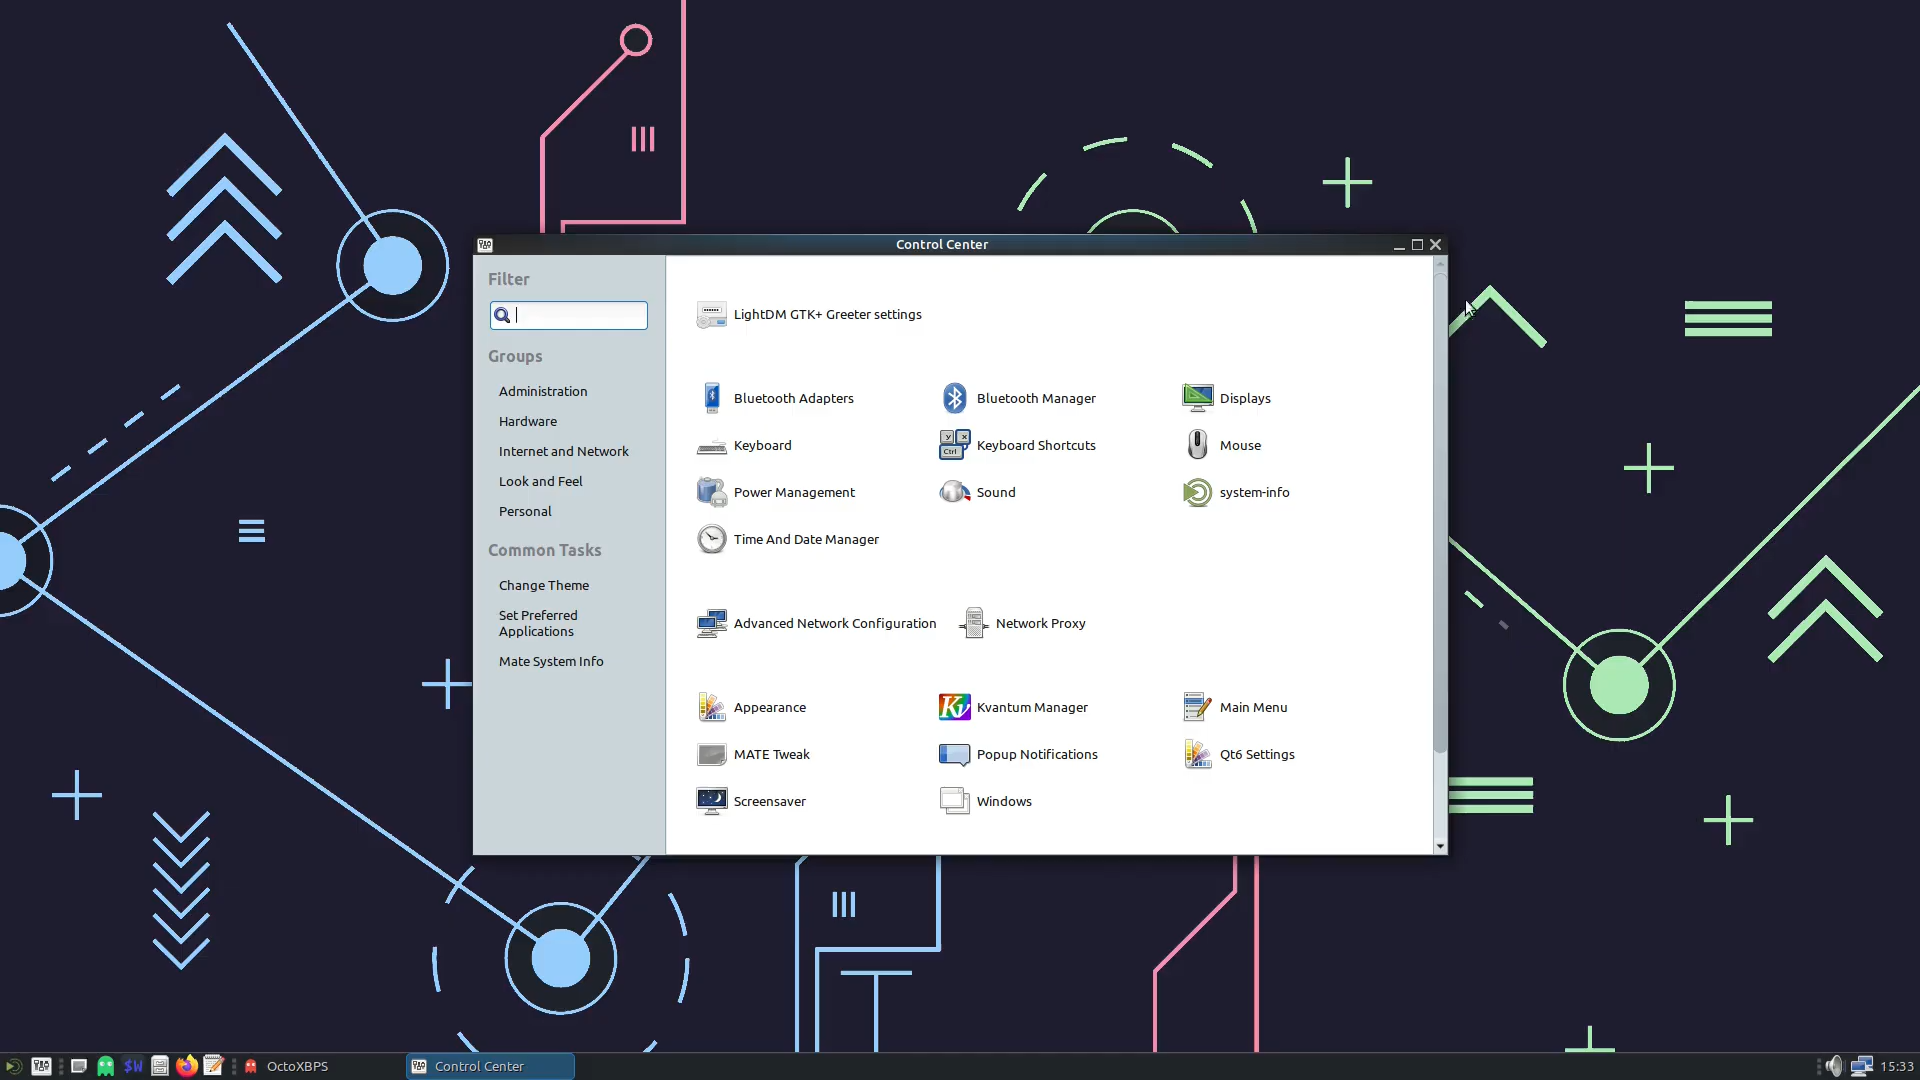 Control Center
Filter
Groups
Administration
Hardware
Internet and Network
Look and Feel
Personal
Common Tasks
Change Theme
Set Preferred
Applications
Mate System Info
LightDM GTK+ Greeter settings
Bluetooth Adapters
Bluetooth Manager
Displays
Keyboard
Y X
Ctrl
Keyboard Shortcuts
Mouse
Power Management
Sound
system-info
Time And Date Manager
Advanced Network Configuration
Network Proxy
Appearance
Kv
Kvantum Manager
Main Menu
MATE Tweak
Popup Notifications
Qt6 Settings
Screensaver
Windows
$W
OctoXBPS
Control Center
15:33